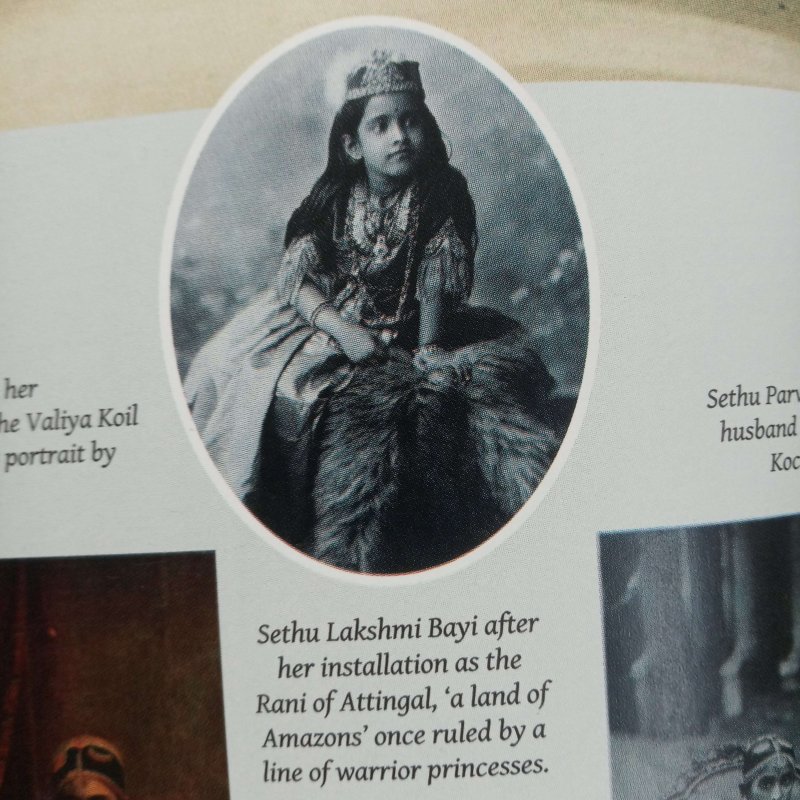 her
he Valiya Koil
portrait by
Sethu Lakshmi Bayi after
her installation as the
Rani of Attingal, ‘a land of
Amazons’ once ruled by a
line of warrior princesses.
Sethu Parv
husband
Koc